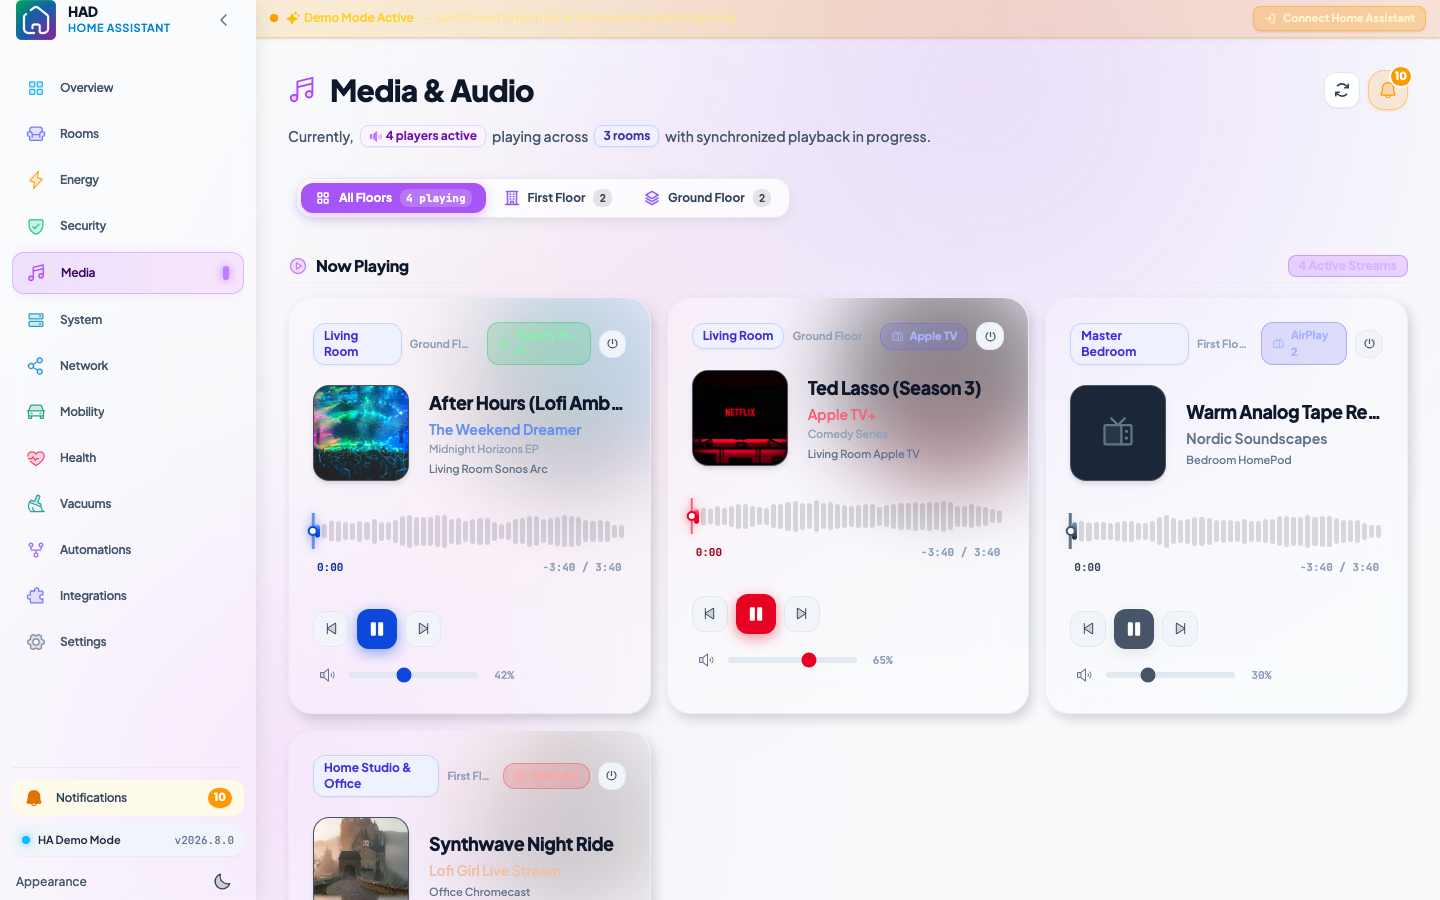 HAD
HOME ASSISTANT
Demo Mode Active
Connect Home Assistant
Overview
Rooms
Energy
Security
Media
System
Network
Mobility
Health
Vacuums
Automations
Integrations
Settings
Notifications
10
HA Demo Mode
v2026.8.0
Appearance
Media & Audio
10
Currently, 4 players active playing across 3 rooms with synchronized playback in progress.
All Floors 4 playing
First Floor 2
Ground Floor 2
Now Playing
4 Active Streams
Living Room
Ground Fl...
After Hours (Lofi Amb...
The Weekend Dreamer
Midnight Horizons EP
Living Room Sonos Arc
0:00
-3:40 / 3:40
42%
Living Room
Ground Floor
Apple TV
NETFLIX
Ted Lasso (Season 3)
Apple TV+
Comedy Series
Living Room Apple TV
0:00
-3:40 / 3:40
65%
Master Bedroom
First Flo...
AirPlay 2
Warm Analog Tape Re...
Nordic Soundscapes
Bedroom HomePod
0:00
-3:40 / 3:40
30%
Home Studio & Office
First Fl...
Synthwave Night Ride
Lofi Girl Live Stream
Office Chromecast